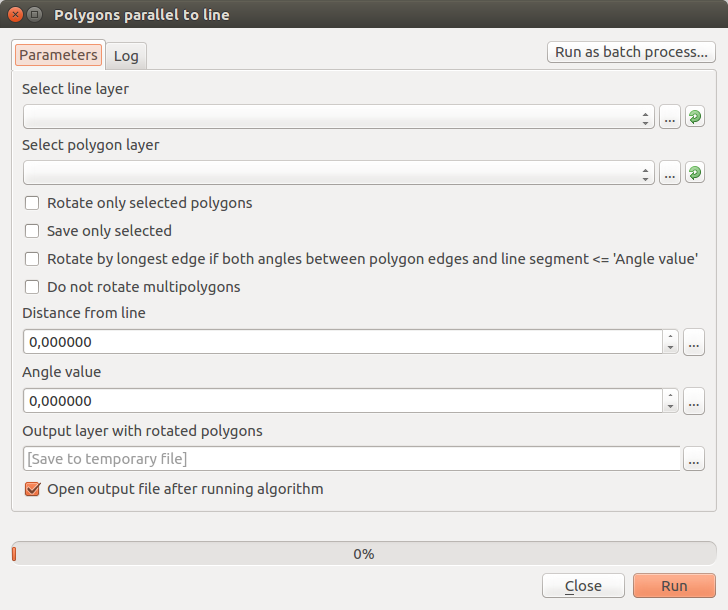 Polygons parallel to line
Parameters
Log
Run as batch process...
Select line layer
...
Select polygon layer
...
Rotate only selected polygons
Save only selected
Rotate by longest edge if both angles between polygon edges and line segment <= 'Angle value'
Do not rotate multipolygons
Distance from line
0,000000
...
Angle value
0,000000
...
Output layer with rotated polygons
[Save to temporary file]
...
Open output file after running algorithm
0%
Close
Run